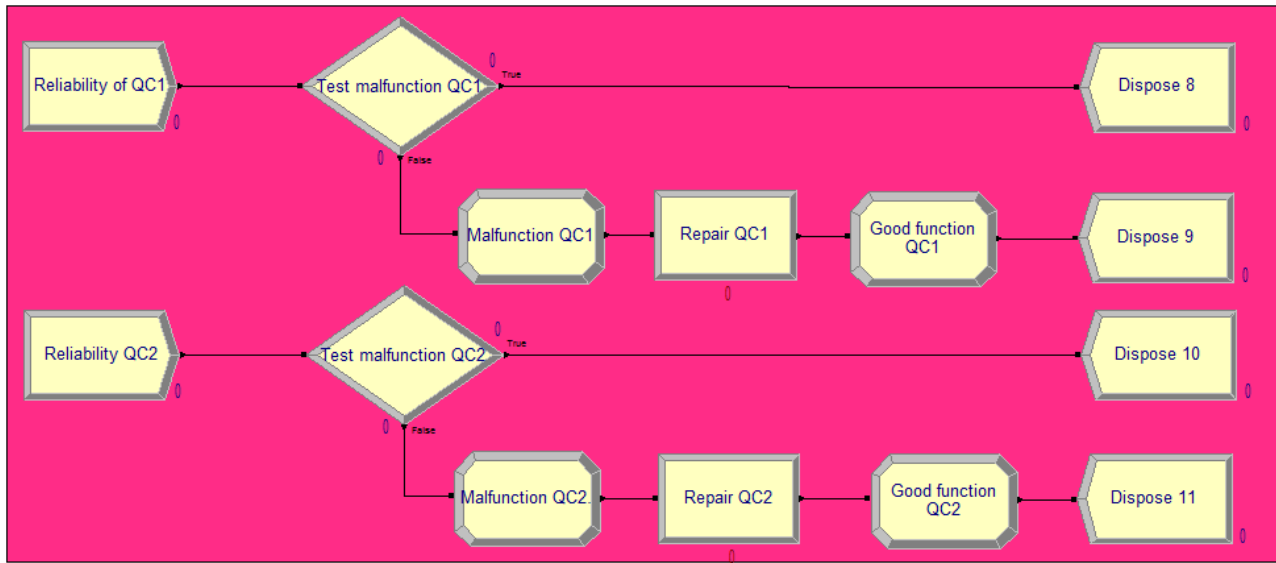 Reliability of QC1
0
Test malfunction QC1
0
True
0
False
Dispose 8
0
Malfunction QC1
Repair QC1
0
Good function
QC1
Dispose 9
0
Reliability QC2
0
Test malfunction QC2
0
True
0
False
Dispose 10
0
Malfunction QC2.
Repair QC2
0
Good function
QC2
Dispose 11
0